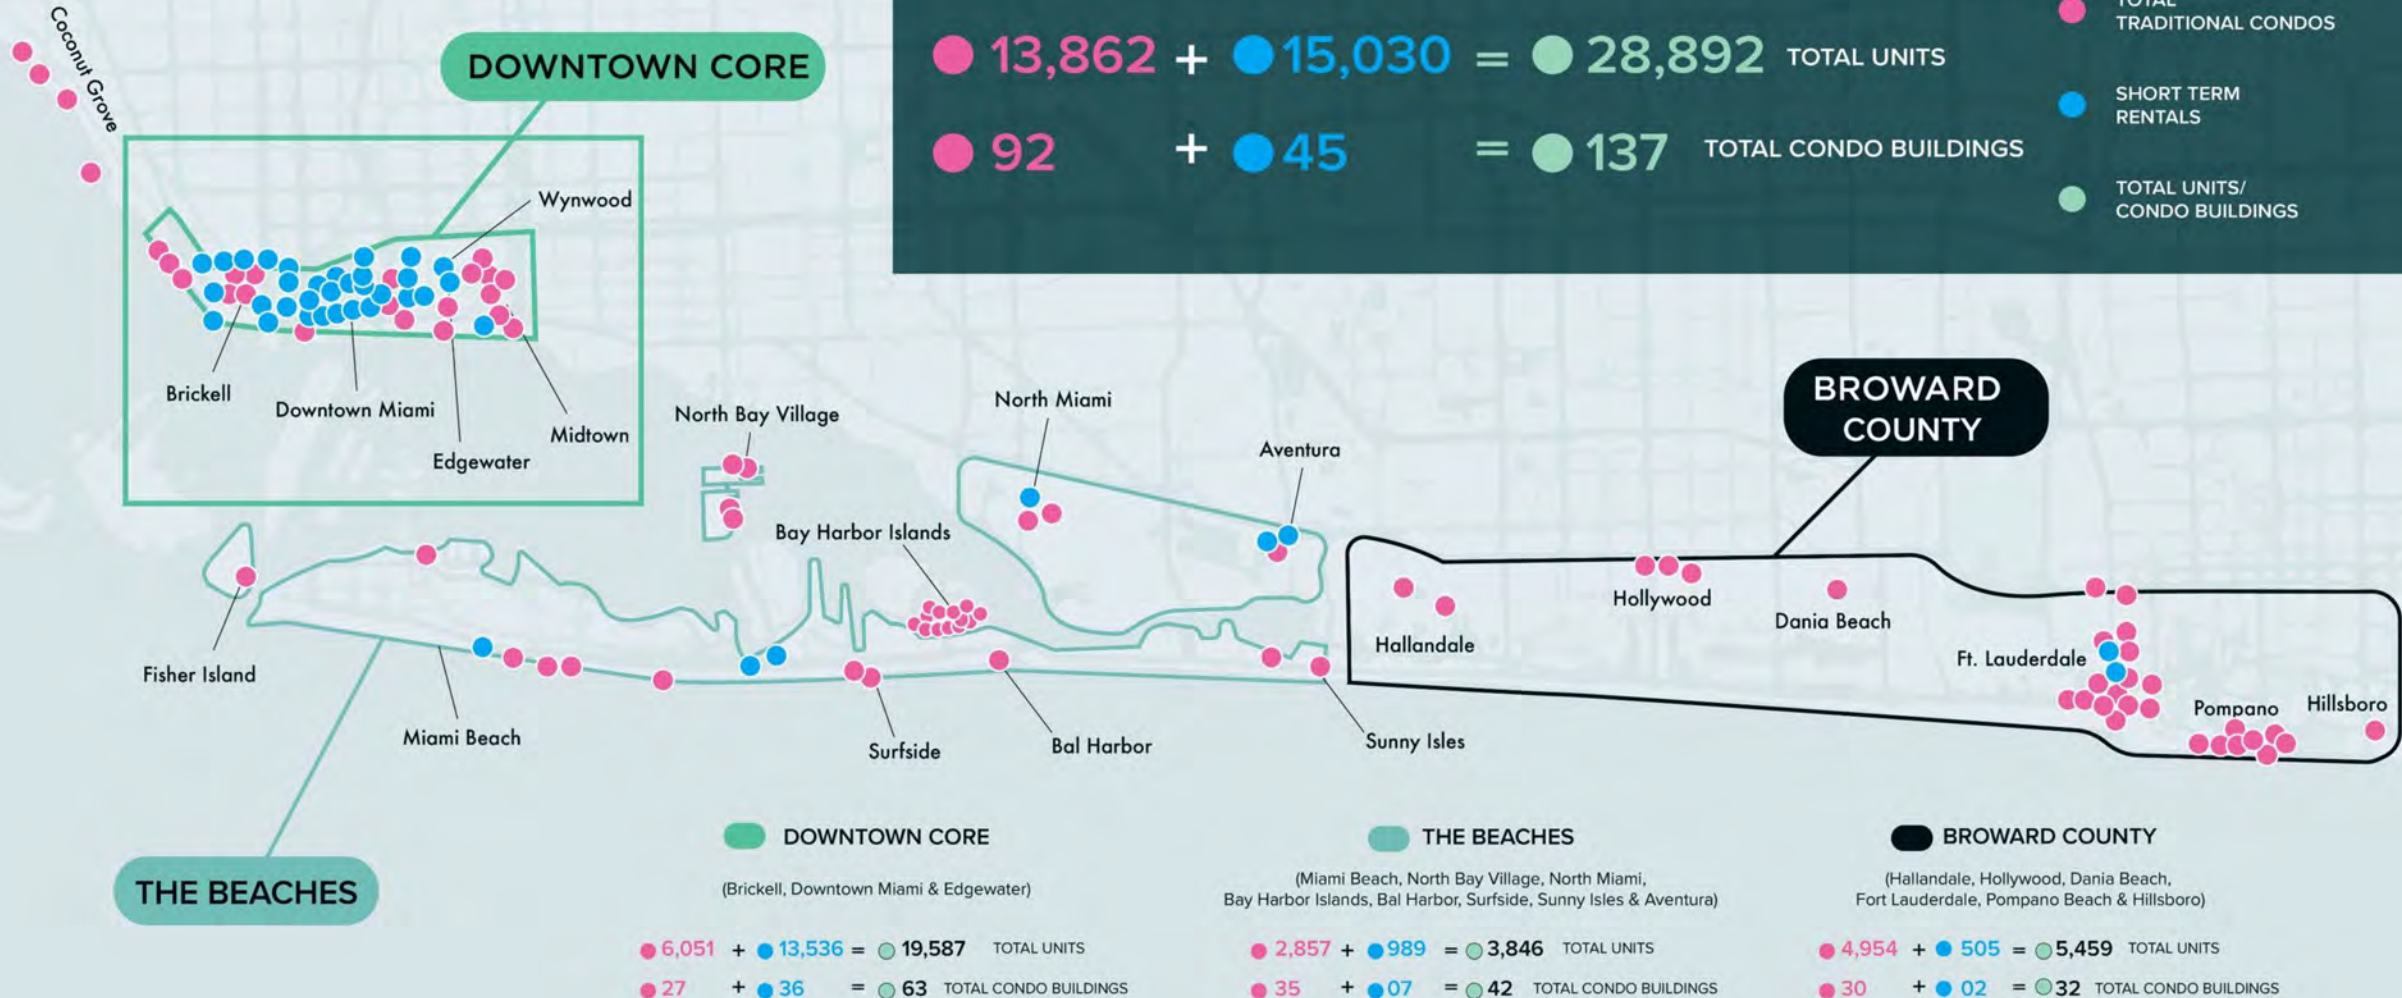 Coconut Grove
DOWNTOWN CORE
13,862 + 15,030 = 28,892 TOTAL UNITS
92 + 45 = 137 TOTAL CONDO BUILDINGS
TOTAL
TRADITIONAL CONDOS
SHORT TERM
RENTALS
TOTAL UNITS/
CONDO BUILDINGS
Wynwood
Brickell
Downtown Miami
Edgewater
Midtown
North Bay Village
North Miami
Aventura
Bay Harbor Islands
BROWARD
COUNTY
Fisher Island
Miami Beach
Surfside
Bal Harbor
Sunny Isles
Hallandale
Hollywood
Dania Beach
Ft. Lauderdale
Pompano
Hillsboro
THE BEACHES
DOWNTOWN CORE
(Brickell, Downtown Miami & Edgewater)
6,051 + 13,536 = 19,587 TOTAL UNITS
27 + 36 = 63 TOTAL CONDO BUILDINGS
THE BEACHES
(Miami Beach, North Bay Village, North Miami,
Bay Harbor Islands, Bal Harbor, Surfside, Sunny Isles & Aventura)
2,857 + 989 = 3,846 TOTAL UNITS
35 + 07 = 42 TOTAL CONDO BUILDINGS
BROWARD COUNTY
(Hallandale, Hollywood, Dania Beach,
Fort Lauderdale, Pompano Beach & Hillsboro)
4,954 + 505 = 5,459 TOTAL UNITS
30 + 02 = 32 TOTAL CONDO BUILDINGS